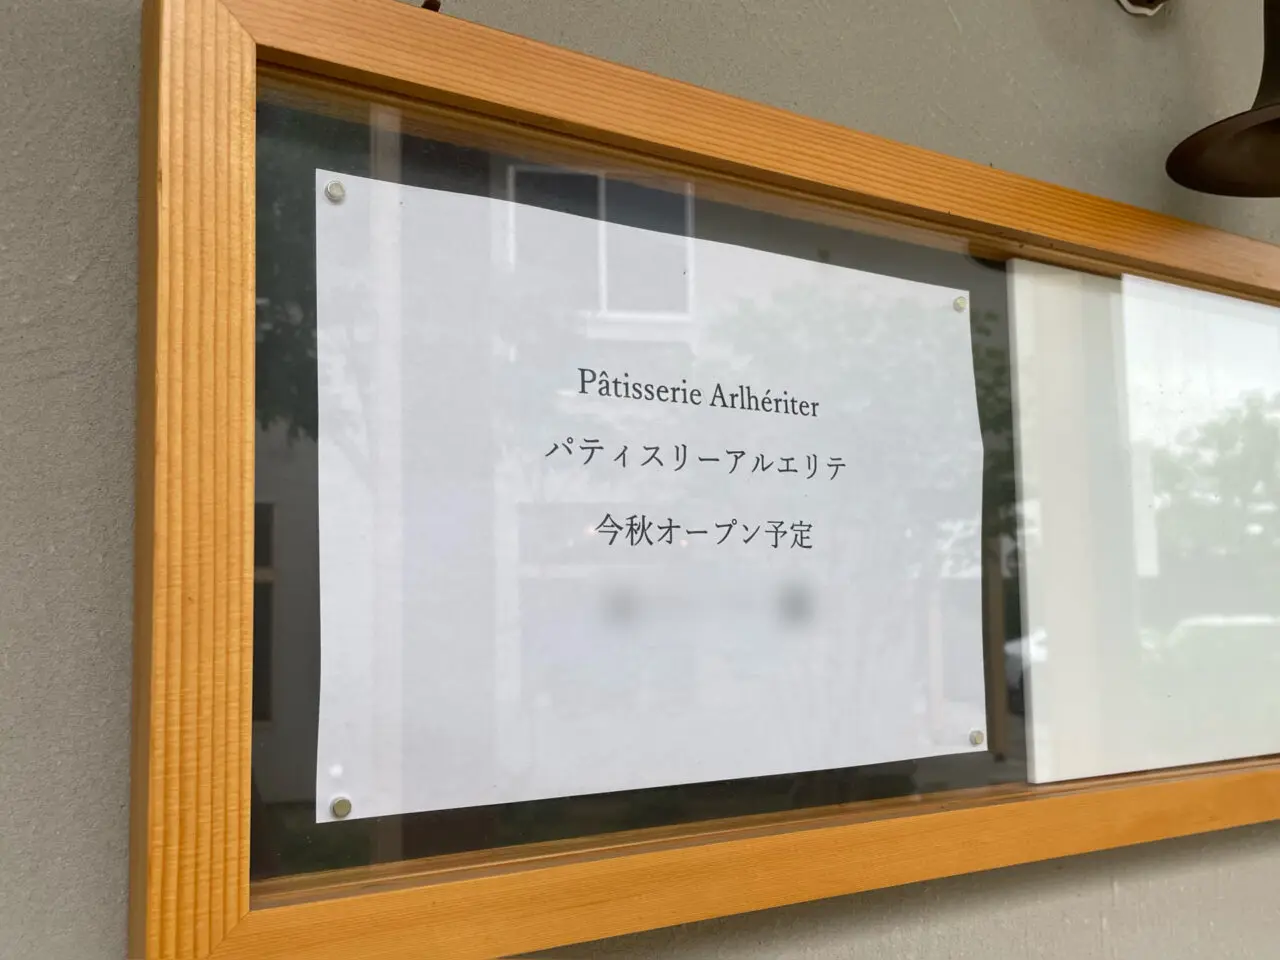 Pâtisserie Arlhériter
パティスリーアルエリテ
今秋オープン予定